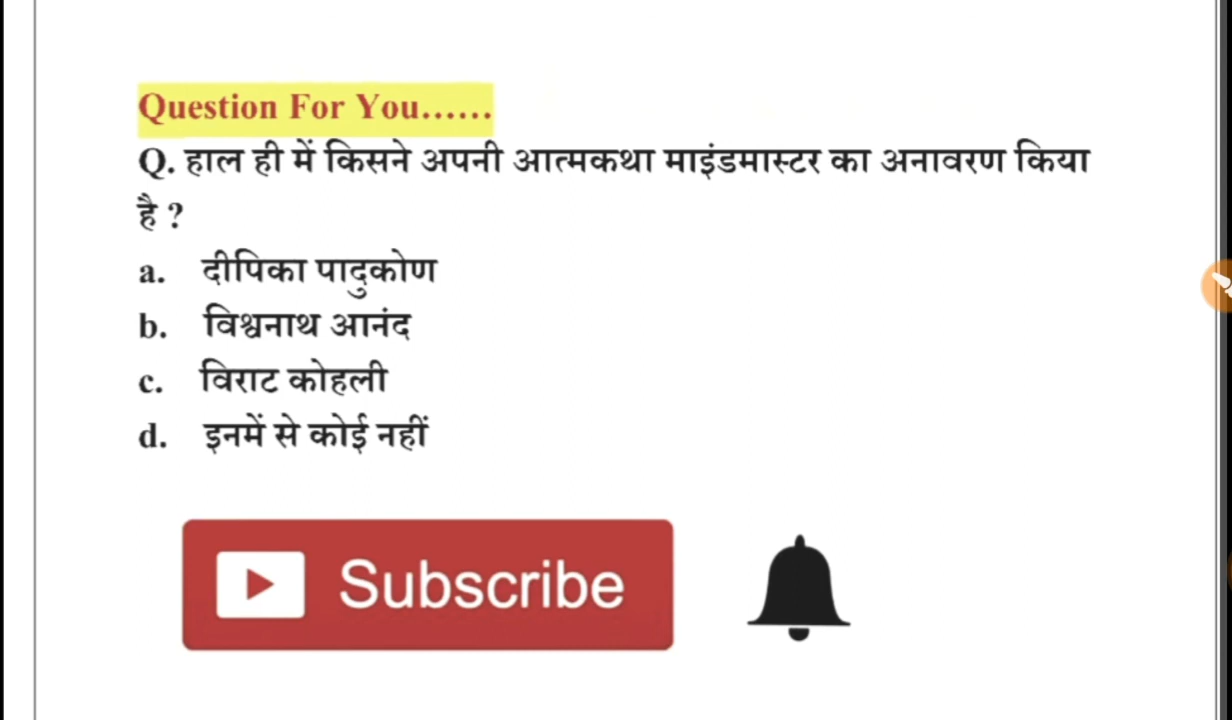 Question For You......
Q. हाल ही में किसने अपनी आत्मकथा माइंडमास्टर का अनावरण किया
है ?
a. दीपिका पादुकोण
b. विश्वनाथ आनंद
c. विराट कोहली
d. इनमें से कोई नहीं
Subscribe